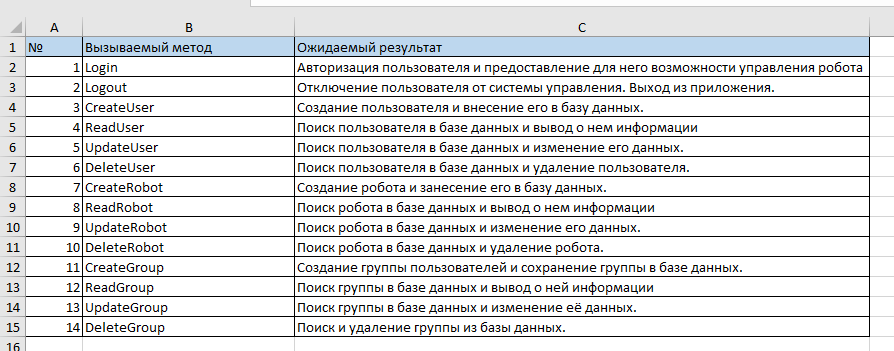 A B C
1 № Вызываемый метод Ожидаемый результат
2 1 Login Авторизация пользователя и предоставление для него возможности управления робота
3 2 Logout Отключение пользователя от системы управления. Выход из приложения.
4 3 CreateUser Создание пользователя и внесение его в базу данных.
5 4 ReadUser Поиск пользователя в базе данных и вывод о нем информации
6 5 UpdateUser Поиск пользователя в базе данных и изменение его данных.
7 6 DeleteUser Поиск пользователя в базе данных и удаление пользователя.
8 7 CreateRobot Создание робота и занесение его в базу данных.
9 8 ReadRobot Поиск робота в базе данных и вывод о нем информации
10 9 UpdateRobot Поиск робота в базе данных и изменение его данных.
11 10 DeleteRobot Поиск робота в базе данных и удаление робота.
12 11 CreateGroup Создание группы пользователей и сохранение группы в базе данных.
13 12 ReadGroup Поиск группы в базе данных и вывод о ней информации
14 13 UpdateGroup Поиск группы в базе данных и изменение её данных.
15 14 DeleteGroup Поиск и удаление группы из базы данных.
16